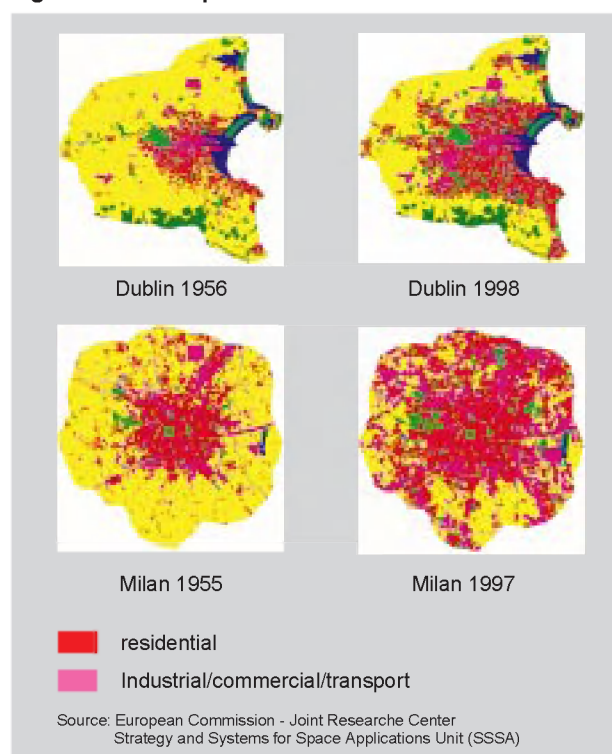 Dublin 1956
Dublin 1998
Milan 1955
Milan 1997
residential
Industrial/commercial/transport
Source: European Commission - Joint Researche Center
Strategy and Systems for Space Applications Unit (SSSA)